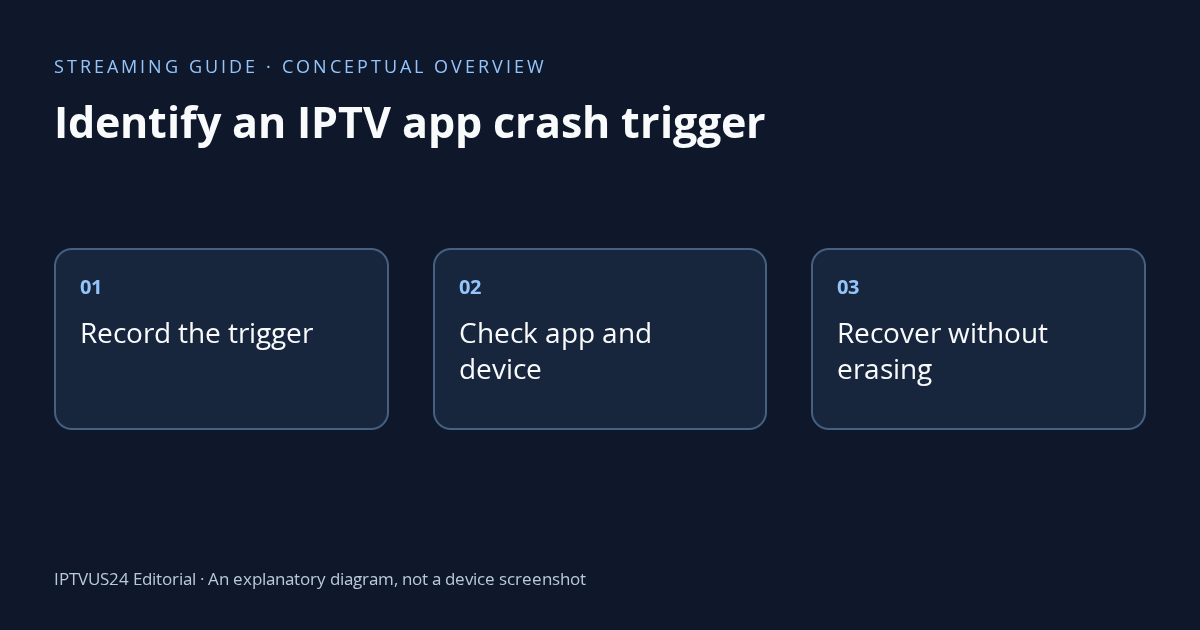 STREAMING GUIDE · CONCEPTUAL OVERVIEW
Identify an IPTV app crash trigger
01
Record the trigger
02
Check app and
device
03
Recover without
erasing
IPTVUS24 Editorial · An explanatory diagram, not a device screenshot